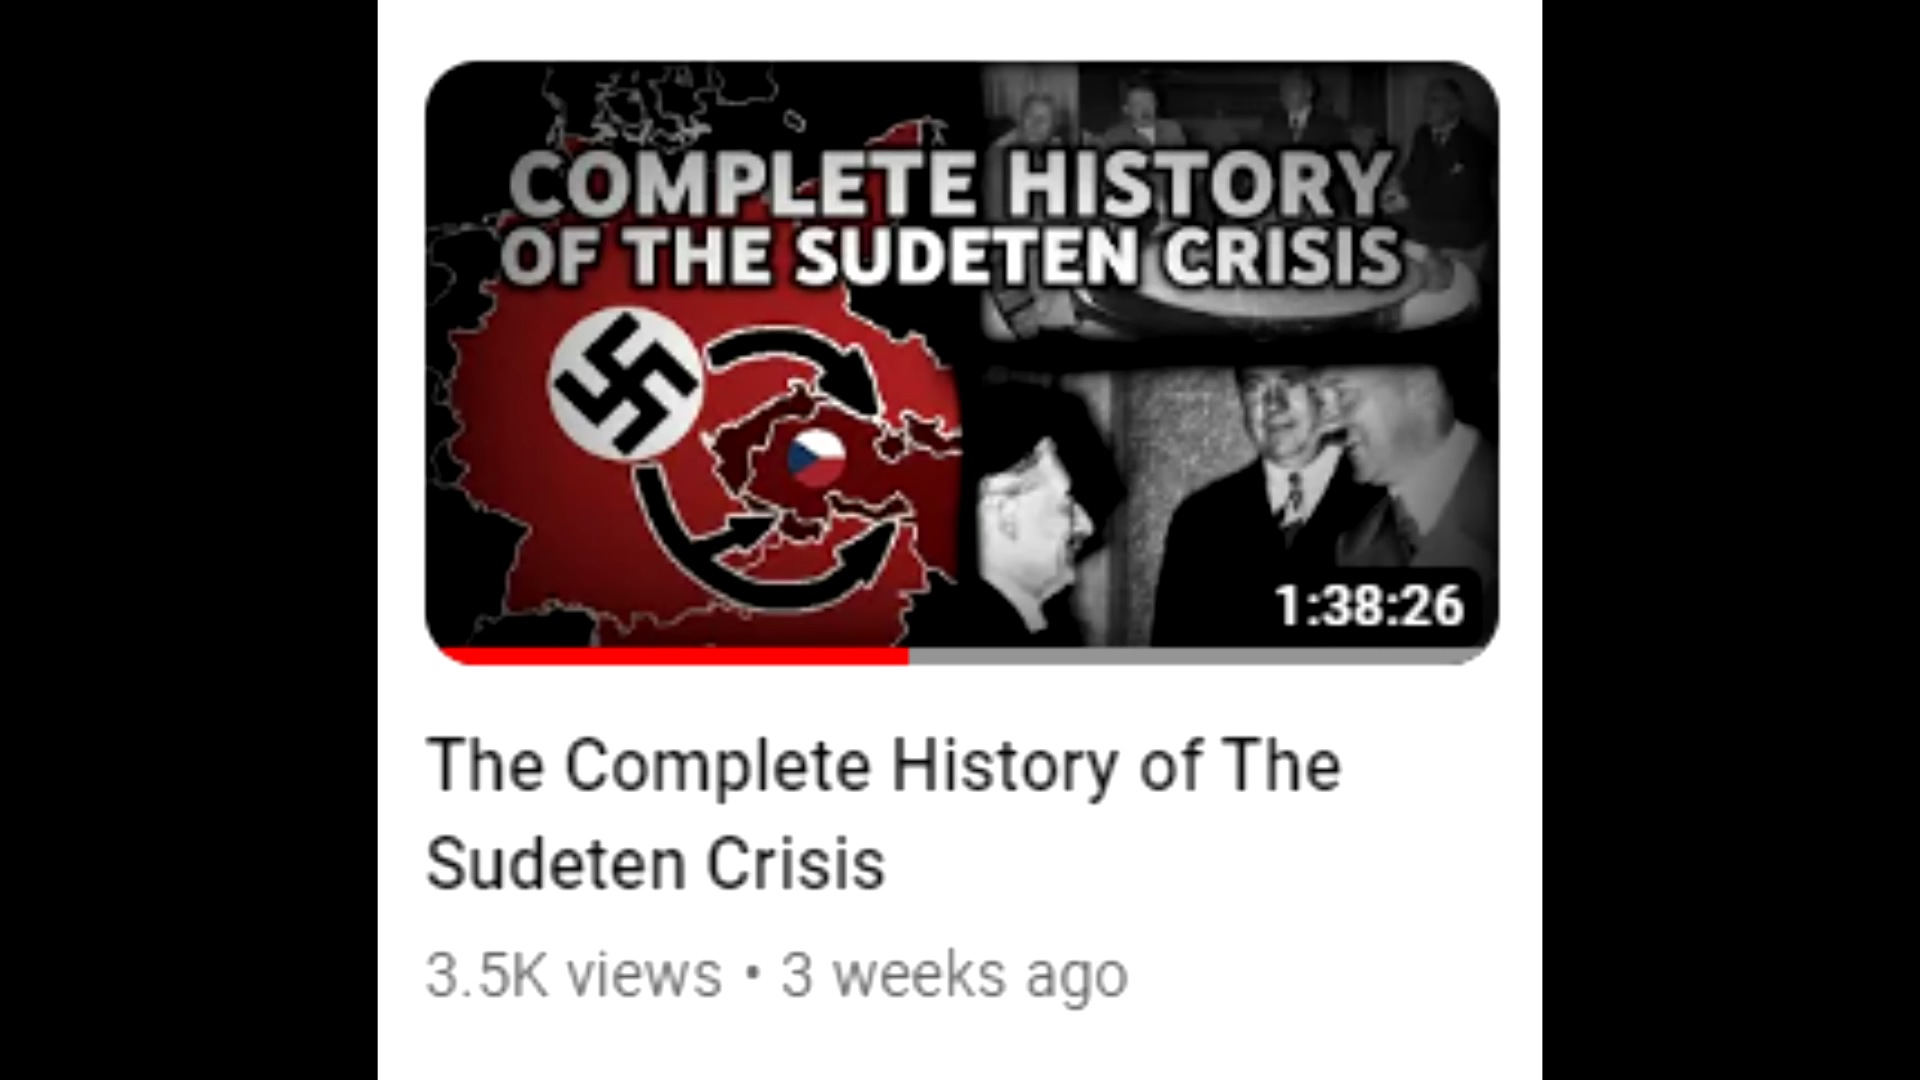 COMPLETE HISTORY
OF THE SUDETEN CRISIS
1:38:26
The Complete History of The
Sudeten Crisis
3.5K views • 3 weeks ago